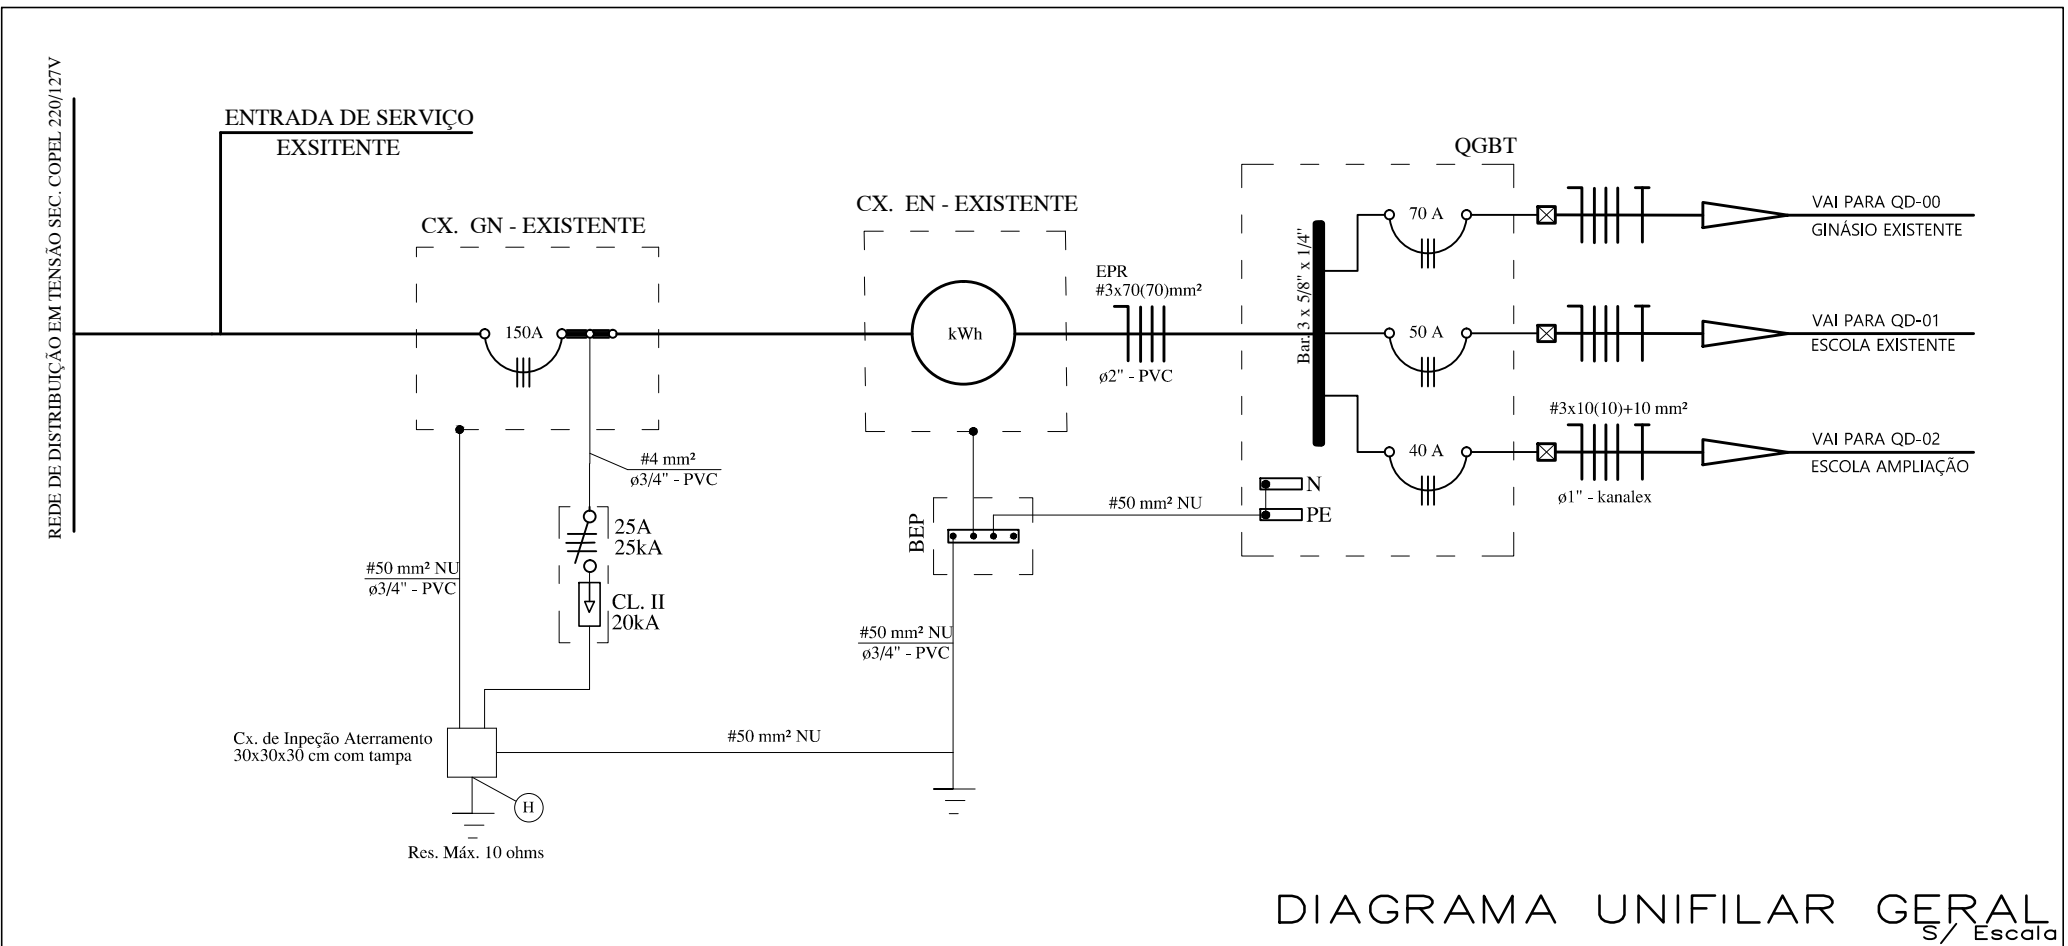 REDE DE DISTRIBUIÇÃO EM TENSÃO SEC. COPEL 220/127V
ENTRADA DE SERVIÇO
EXSITENTE
CX. GN - EXISTENTE
150A
#4 mm²
ø3/4" - PVC
25A
25kA
CL. II
20kA
#50 mm² NU
ø3/4" - PVC
Cx. de Inpeção Aterramento
30x30x30 cm com tampa
H
Res. Máx. 10 ohms
#50 mm² NU
CX. EN - EXISTENTE
kWh
BEP
#50 mm² NU
ø3/4" - PVC
#50 mm² NU
EPR
#3x70(70)mm²
ø2" - PVC
QGBT
Bar. 3 x 5/8" x 1/4"
70 A
50 A
40 A
N
PE
VAI PARA QD-00
GINÁSIO EXISTENTE
VAI PARA QD-01
ESCOLA EXISTENTE
#3x10(10)+10 mm²
ø1" - kanalex
VAI PARA QD-02
ESCOLA AMPLIAÇÃO
DIAGRAMA UNIFILAR GERAL
S/ Escala